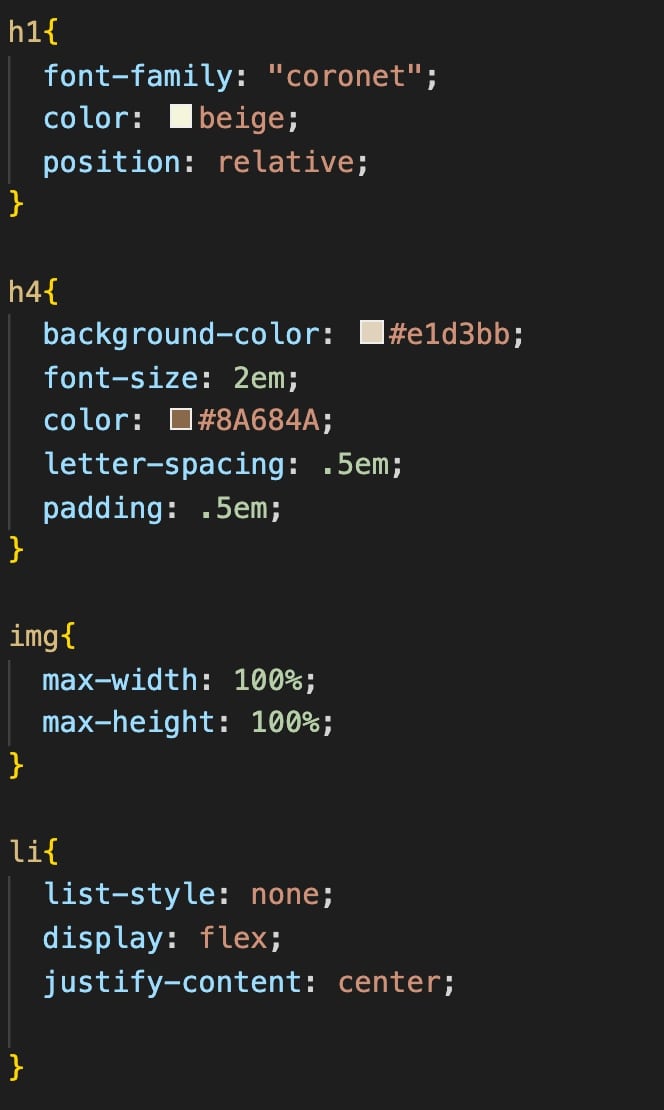 h1{
font-family: "coronet";
color: beige;
position: relative;
}
h4{
background-color: #e1d3bb;
font-size: 2em;
color: #8A684A;
letter-spacing: .5em;
padding: .5em;
}
img{
max-width: 100%;
max-height: 100%;
}
li{
list-style: none;
display: flex;
justify-content: center;
}